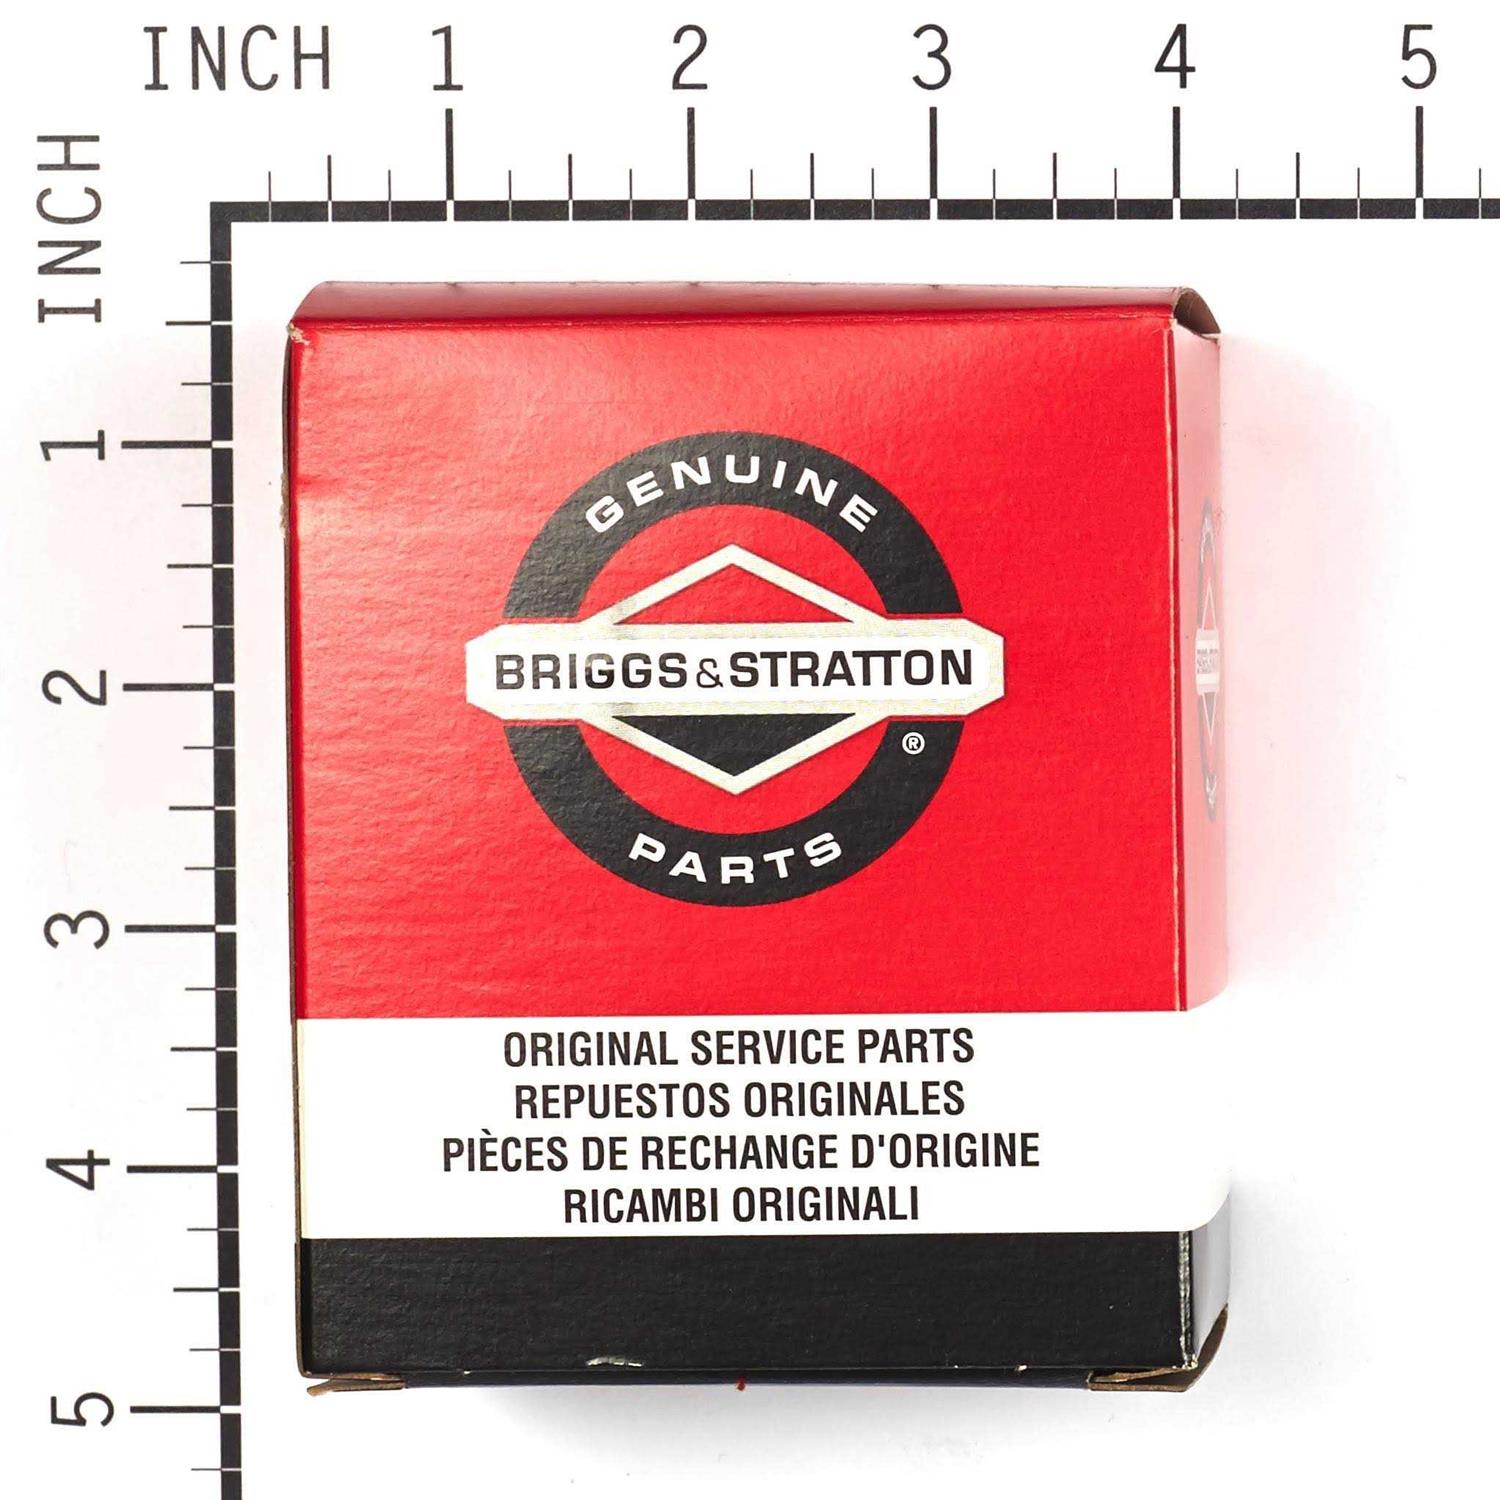 INCH 1 2 3 4 5
INCH 1 2 3 4 5
GENUINE
BRIGGS & STRATTON
®
PARTS
ORIGINAL SERVICE PARTS
REPUESTOS ORIGINALES
PIÈCES DE RECHANGE D'ORIGINE
RICAMBI ORIGINALI